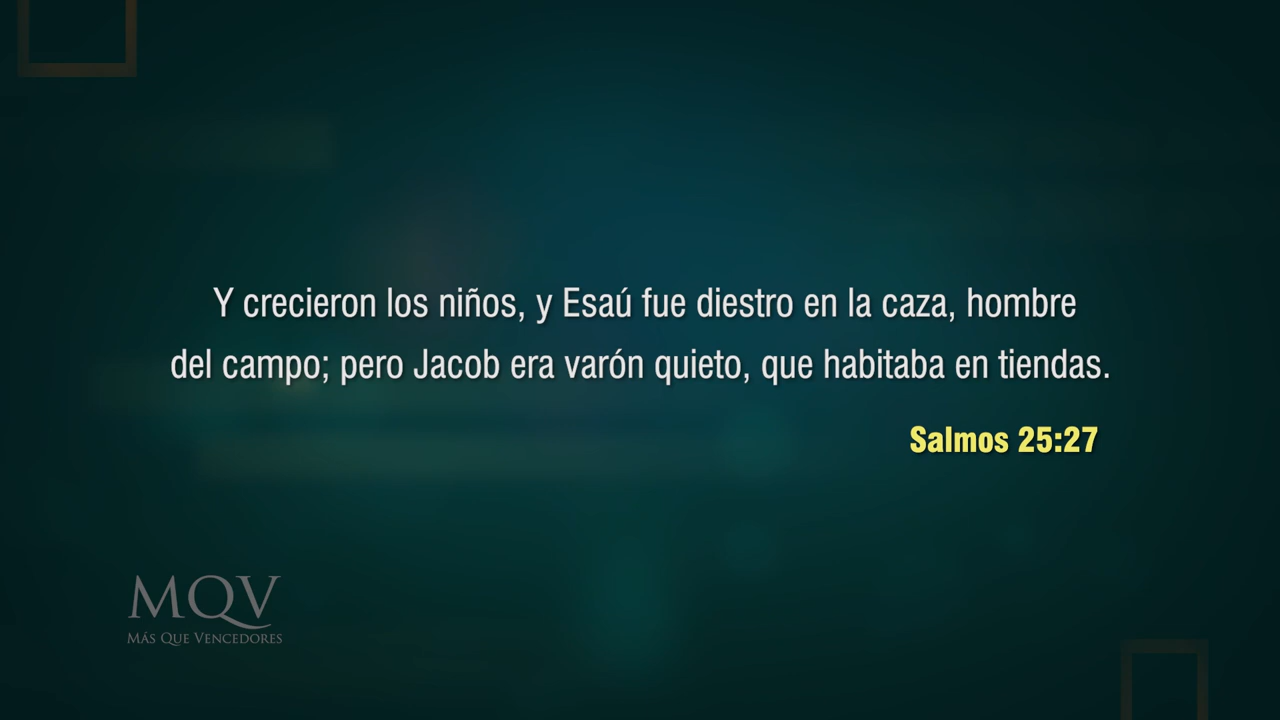 Y crecieron los niños, y Esaú fue diestro en la caza, hombre
del campo; pero Jacob era varón quieto, que habitaba en tiendas.
Salmos 25:27
MQV
MÁS QUE VENCEDORES